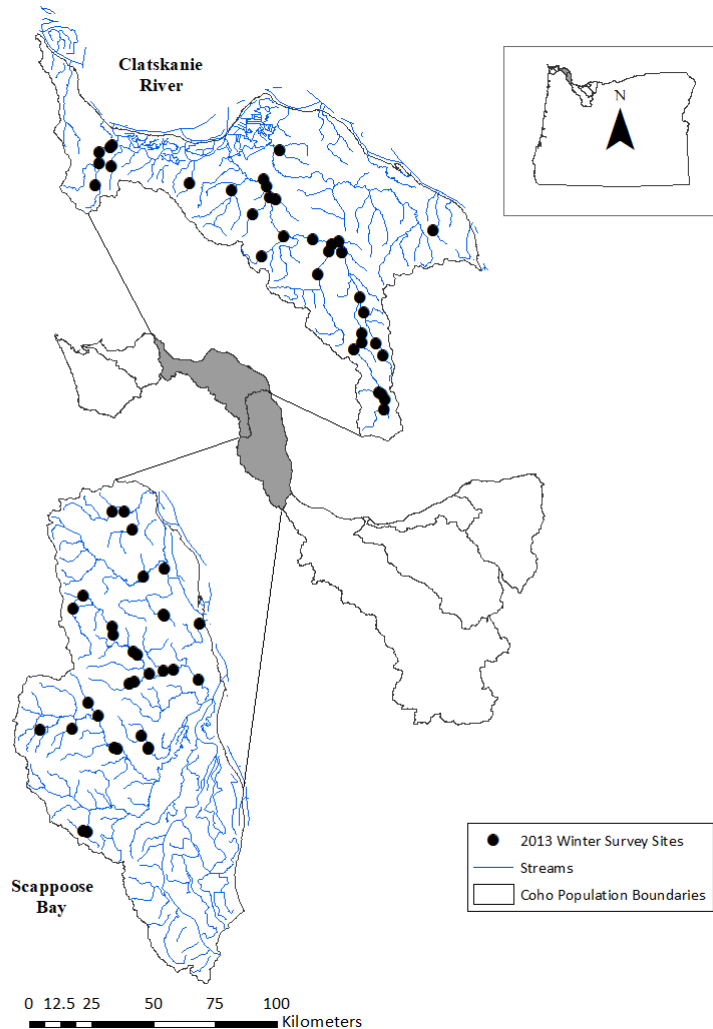 Clatskanie
River
N
2013 Winter Survey Sites
Streams
Coho Population Boundaries
Scappoose
Bay
0 12.5 25 50 75 100
Kilometers